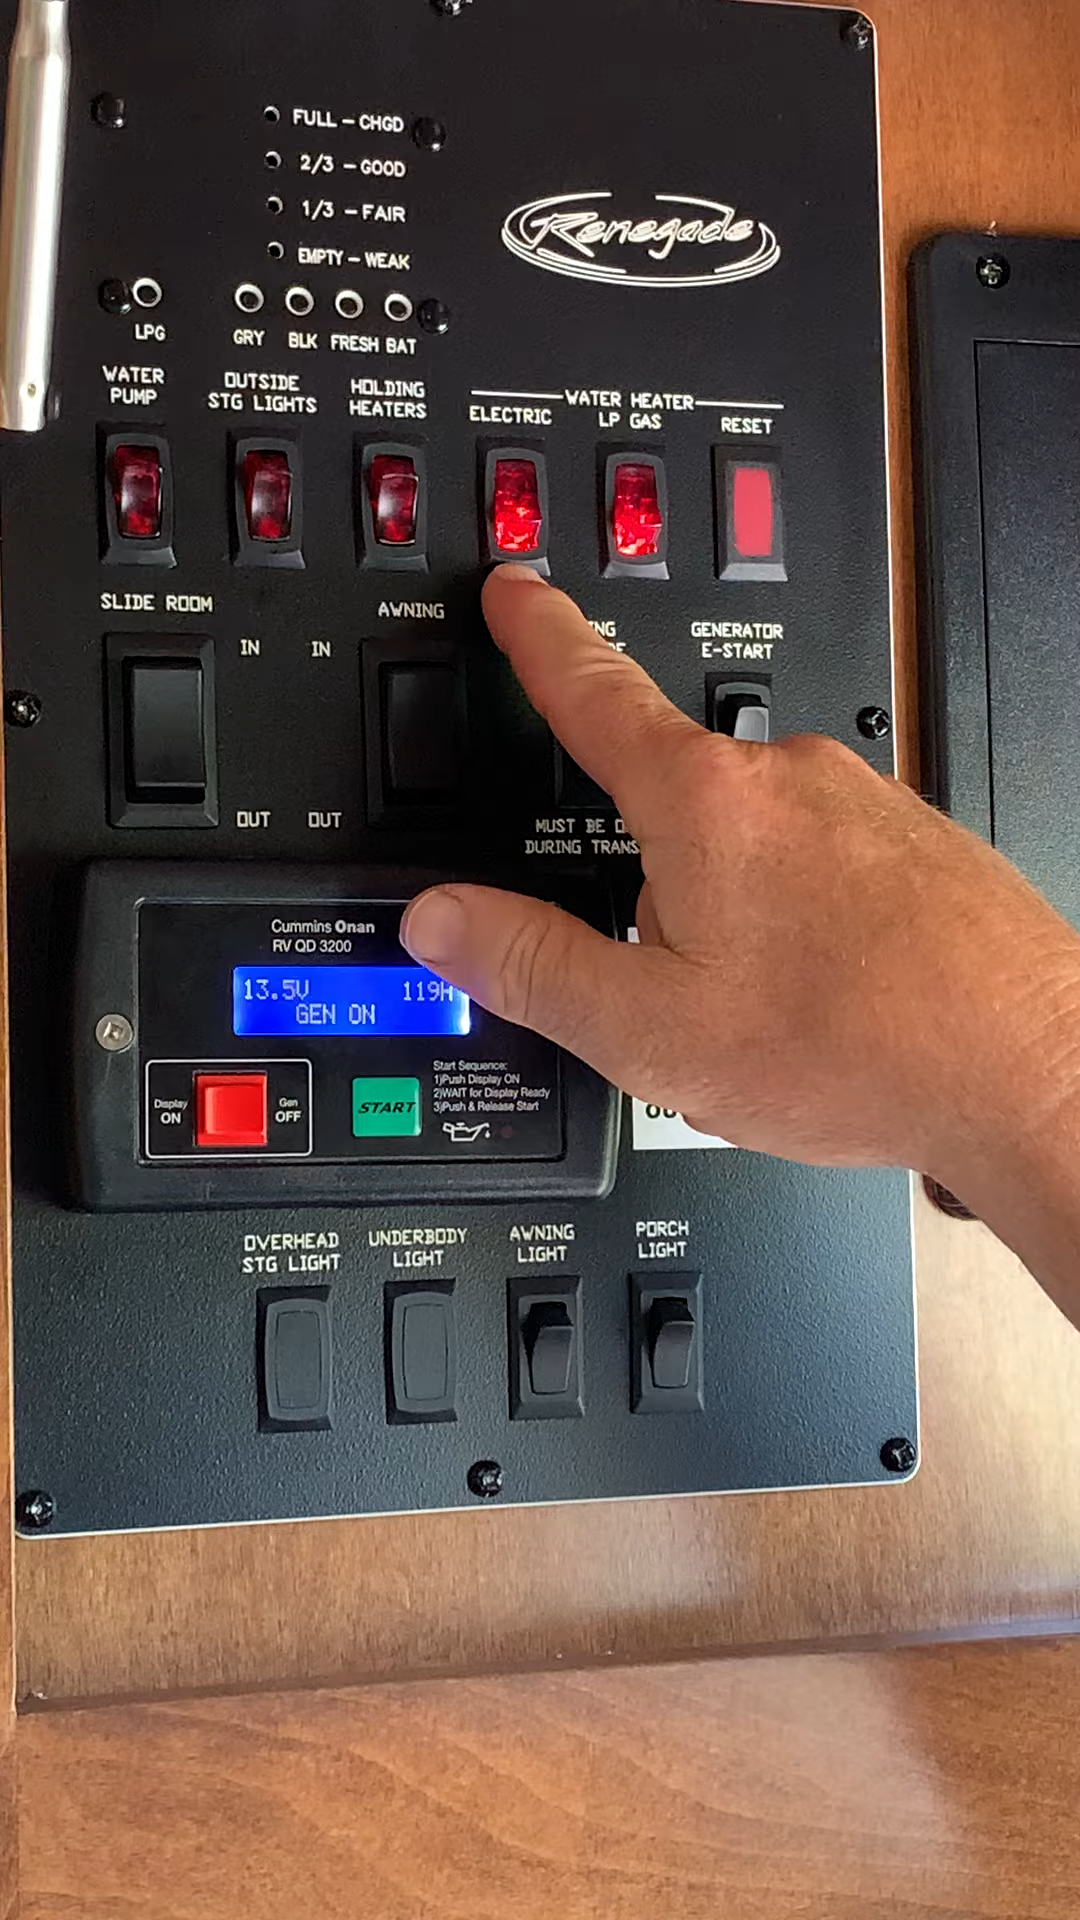 FULL - CHGD
2/3 - GOOD
1/3 - FAIR
EMPTY - WEAK
Renegade
LPG
GRY BLK FRESH BAT
WATER PUMP
OUTSIDE STG LIGHTS
HOLDING HEATERS
WATER HEATER
ELECTRIC
LP GAS
RESET
SLIDE ROOM
IN
OUT
AWNING
IN
OUT
GENERATOR
E-START
MUST BE
DURING
Cummins Onan
RV QD 3200
13.5V 119H
GEN ON
Display ON
Gen OFF
START
Start Sequence:
1)Push Display ON
2)WAIT for Display Ready
3)Push & Release Start
OVERHEAD STG LIGHT
UNDERBODY LIGHT
AWNING LIGHT
PORCH LIGHT